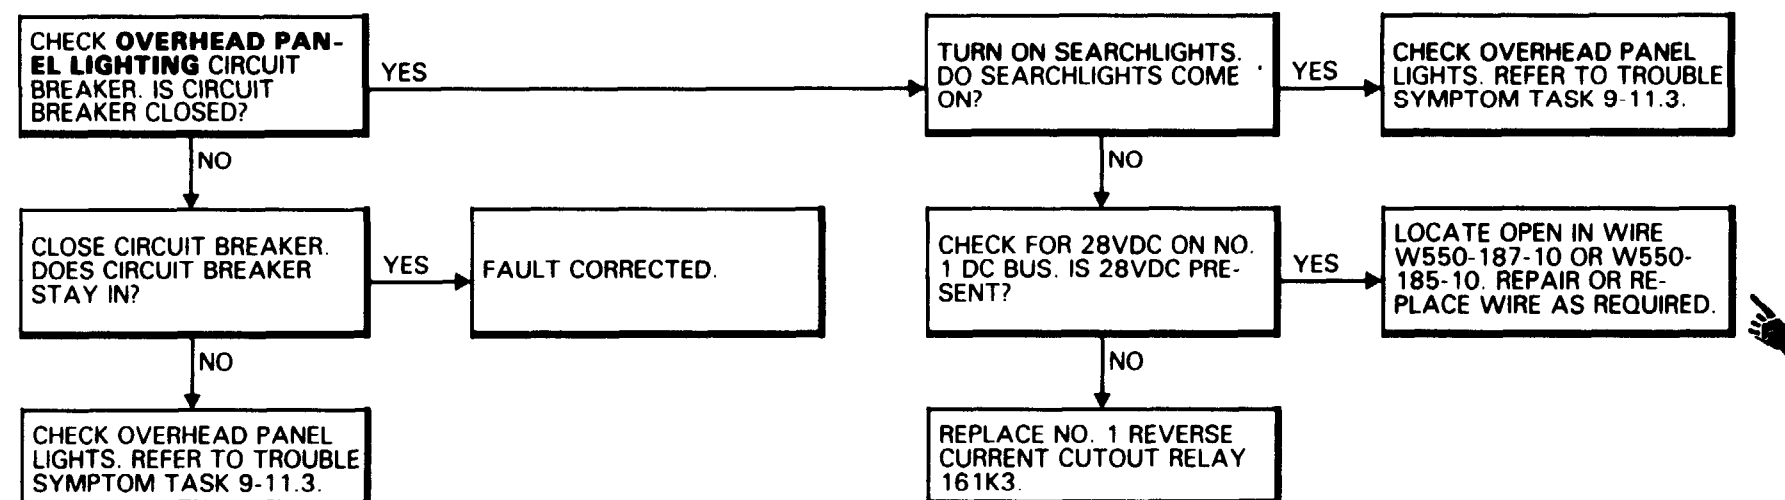 CHECK OVERHEAD PAN-
EL LIGHTING CIRCUIT
BREAKER. IS CIRCUIT
BREAKER CLOSED?
YES
TURN ON SEARCHLIGHTS.
DO SEARCHLIGHTS COME
ON?
YES
CHECK OVERHEAD PANEL
LIGHTS. REFER TO TROUBLE
SYMPTOM TASK 9-11.3.
NO
NO
CLOSE CIRCUIT BREAKER.
DOES CIRCUIT BREAKER
STAY IN?
YES
FAULT CORRECTED.
CHECK FOR 28VDC ON NO.
1 DC BUS. IS 28VDC PRE-
SENT?
YES
LOCATE OPEN IN WIRE
W550-187-10 OR W550-
185-10. REPAIR OR RE-
PLACE WIRE AS REQUIRED.
NO
NO
CHECK OVERHEAD PANEL
LIGHTS. REFER TO TROUBLE
SYMPTOM TASK 9-11.3.
REPLACE NO. 1 REVERSE
CURRENT CUTOUT RELAY
161K3.